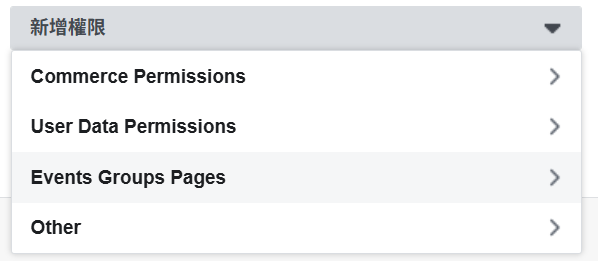 新增權限
Commerce Permissions
User Data Permissions
Events Groups Pages
Other